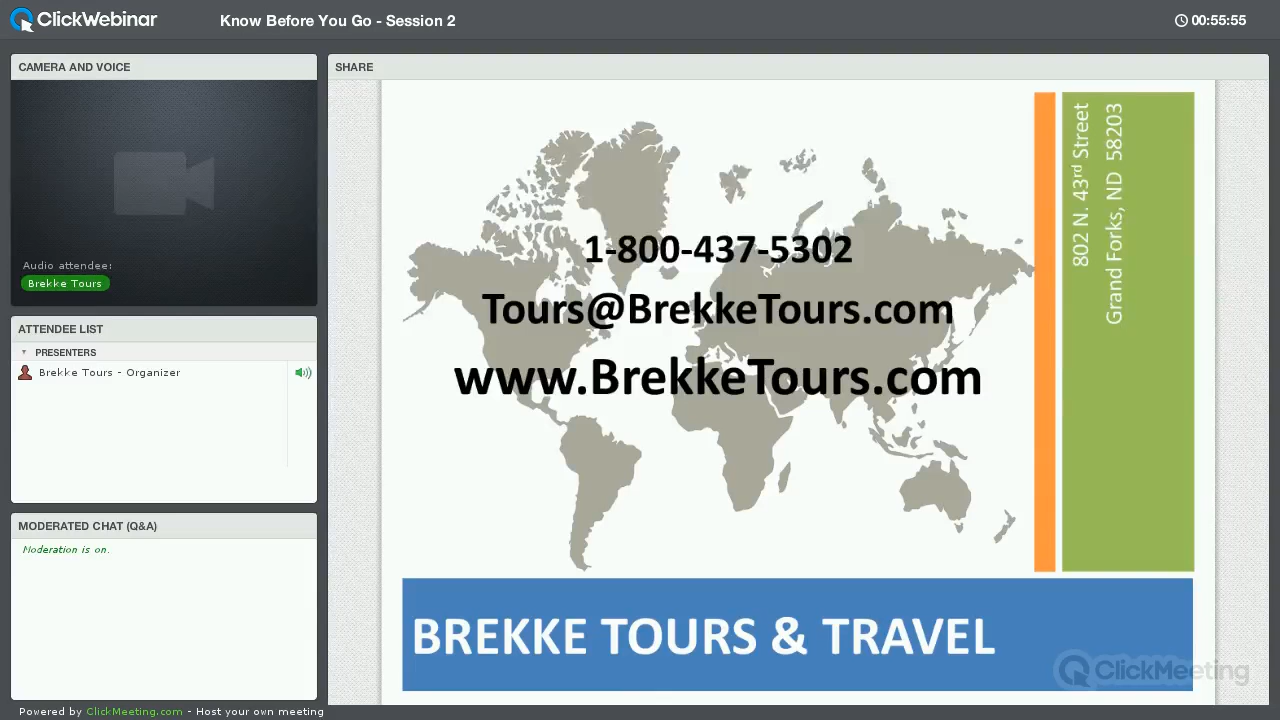 ClickWebinar
Know Before You Go - Session 2
00:55:55
CAMERA AND VOICE
Audio attendee:
Brekke Tours
ATTENDEE LIST
PRESENTERS
Brekke Tours - Organizer
MODERATED CHAT (Q&A)
Moderation is on.
SHARE
1-800-437-5302
Tours@BrekkeTours.com
www.BrekkeTours.com
802 N. 43rd Street
Grand Forks, ND 58203
BREKKE TOURS & TRAVEL
ClickMeeting
Powered by ClickMeeting.com - Host your own meeting